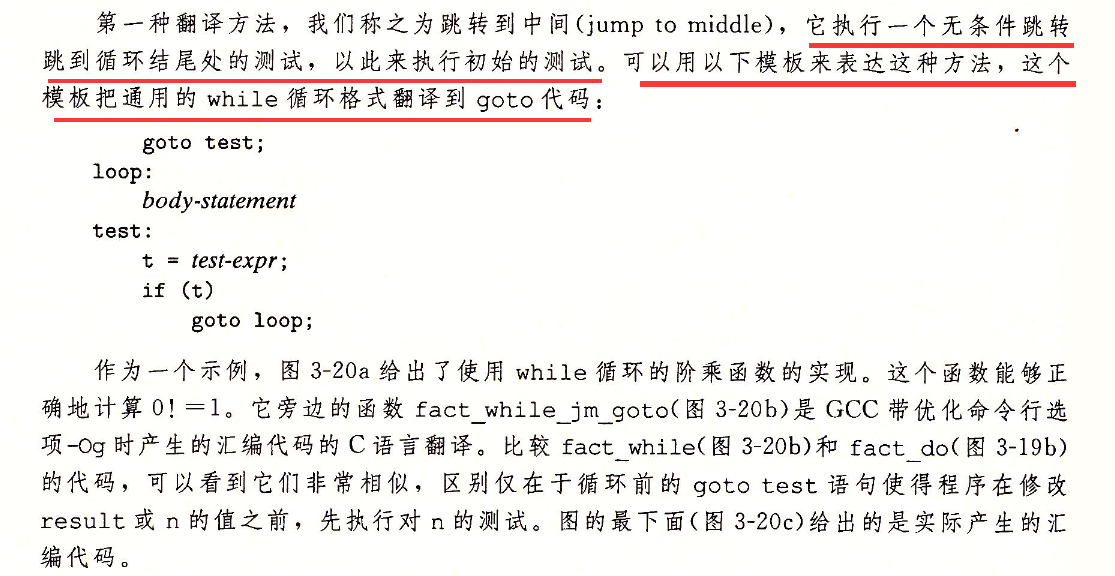 第一种翻译方法，我们称之为跳转到中间(jump to middle)，它执行一个无条件跳转
跳到循环结尾处的测试，以此来执行初始的测试。可以用以下模板来表达这种方法，这个
模板把通用的 while 循环格式翻译到 goto 代码：
goto test;
loop:
body-statement
test:
t = test-expr;
if (t)
goto loop;
作为一个示例，图 3-20a 给出了使用 while 循环的阶乘函数的实现。这个函数能够正
确地计算 0! =1。它旁边的函数 fact_while_jm_goto(图 3-20b)是 GCC 带优化命令行选
项-Og 时产生的汇编代码的 C 语言翻译。比较 fact_while(图 3-20b)和 fact_do(图 3-19b)
的代码，可以看到它们非常相似，区别仅在于循环前的 goto test 语句使得程序在修改
result 或 n 的值之前，先执行对 n 的测试。图的最下面(图 3-20c)给出的是实际产生的汇
编代码。